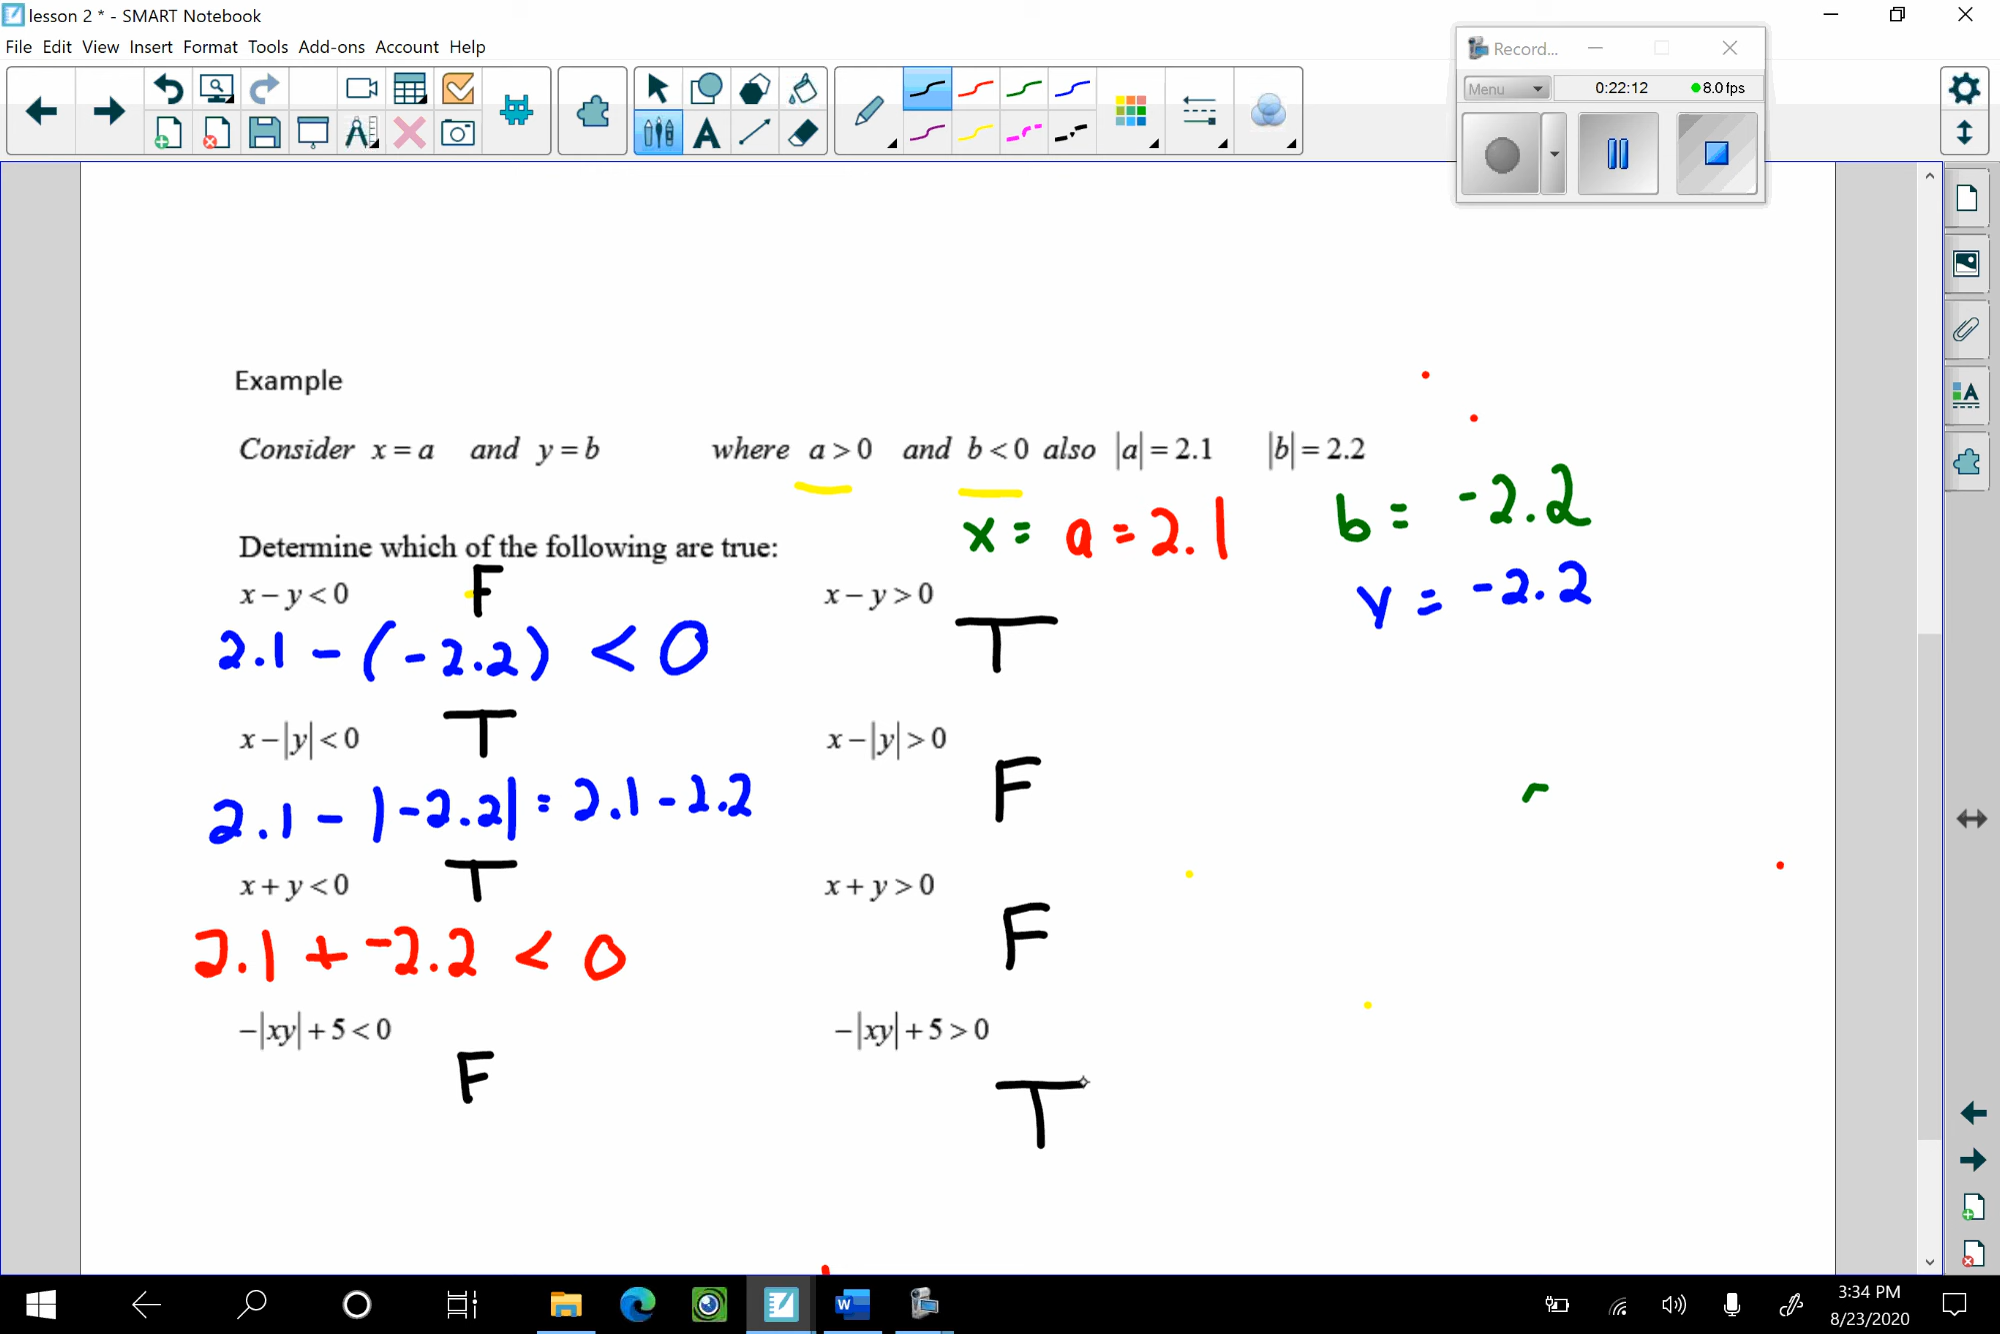 lesson 2 * - SMART Notebook
File Edit View Insert Format Tools Add-ons Account Help
Record...
Menu 0:22:12 8.0 fps
Example
Consider x = a and y = b where a > 0 and b < 0 also |a| = 2.1 |b| = 2.2
x = a = 2.1 b = -2.2
Determine which of the following are true:
y = -2.2
x − y < 0 F x − y > 0 T
2.1 - (-2.2) < 0
x − |y| < 0 T x − |y| > 0 F
2.1 - |-2.2| = 2.1 - 2.2
x + y < 0 T x + y > 0 F
2.1 + -2.2 < 0
−|xy| + 5 < 0 F −|xy| + 5 > 0 T
3:34 PM
8/23/2020